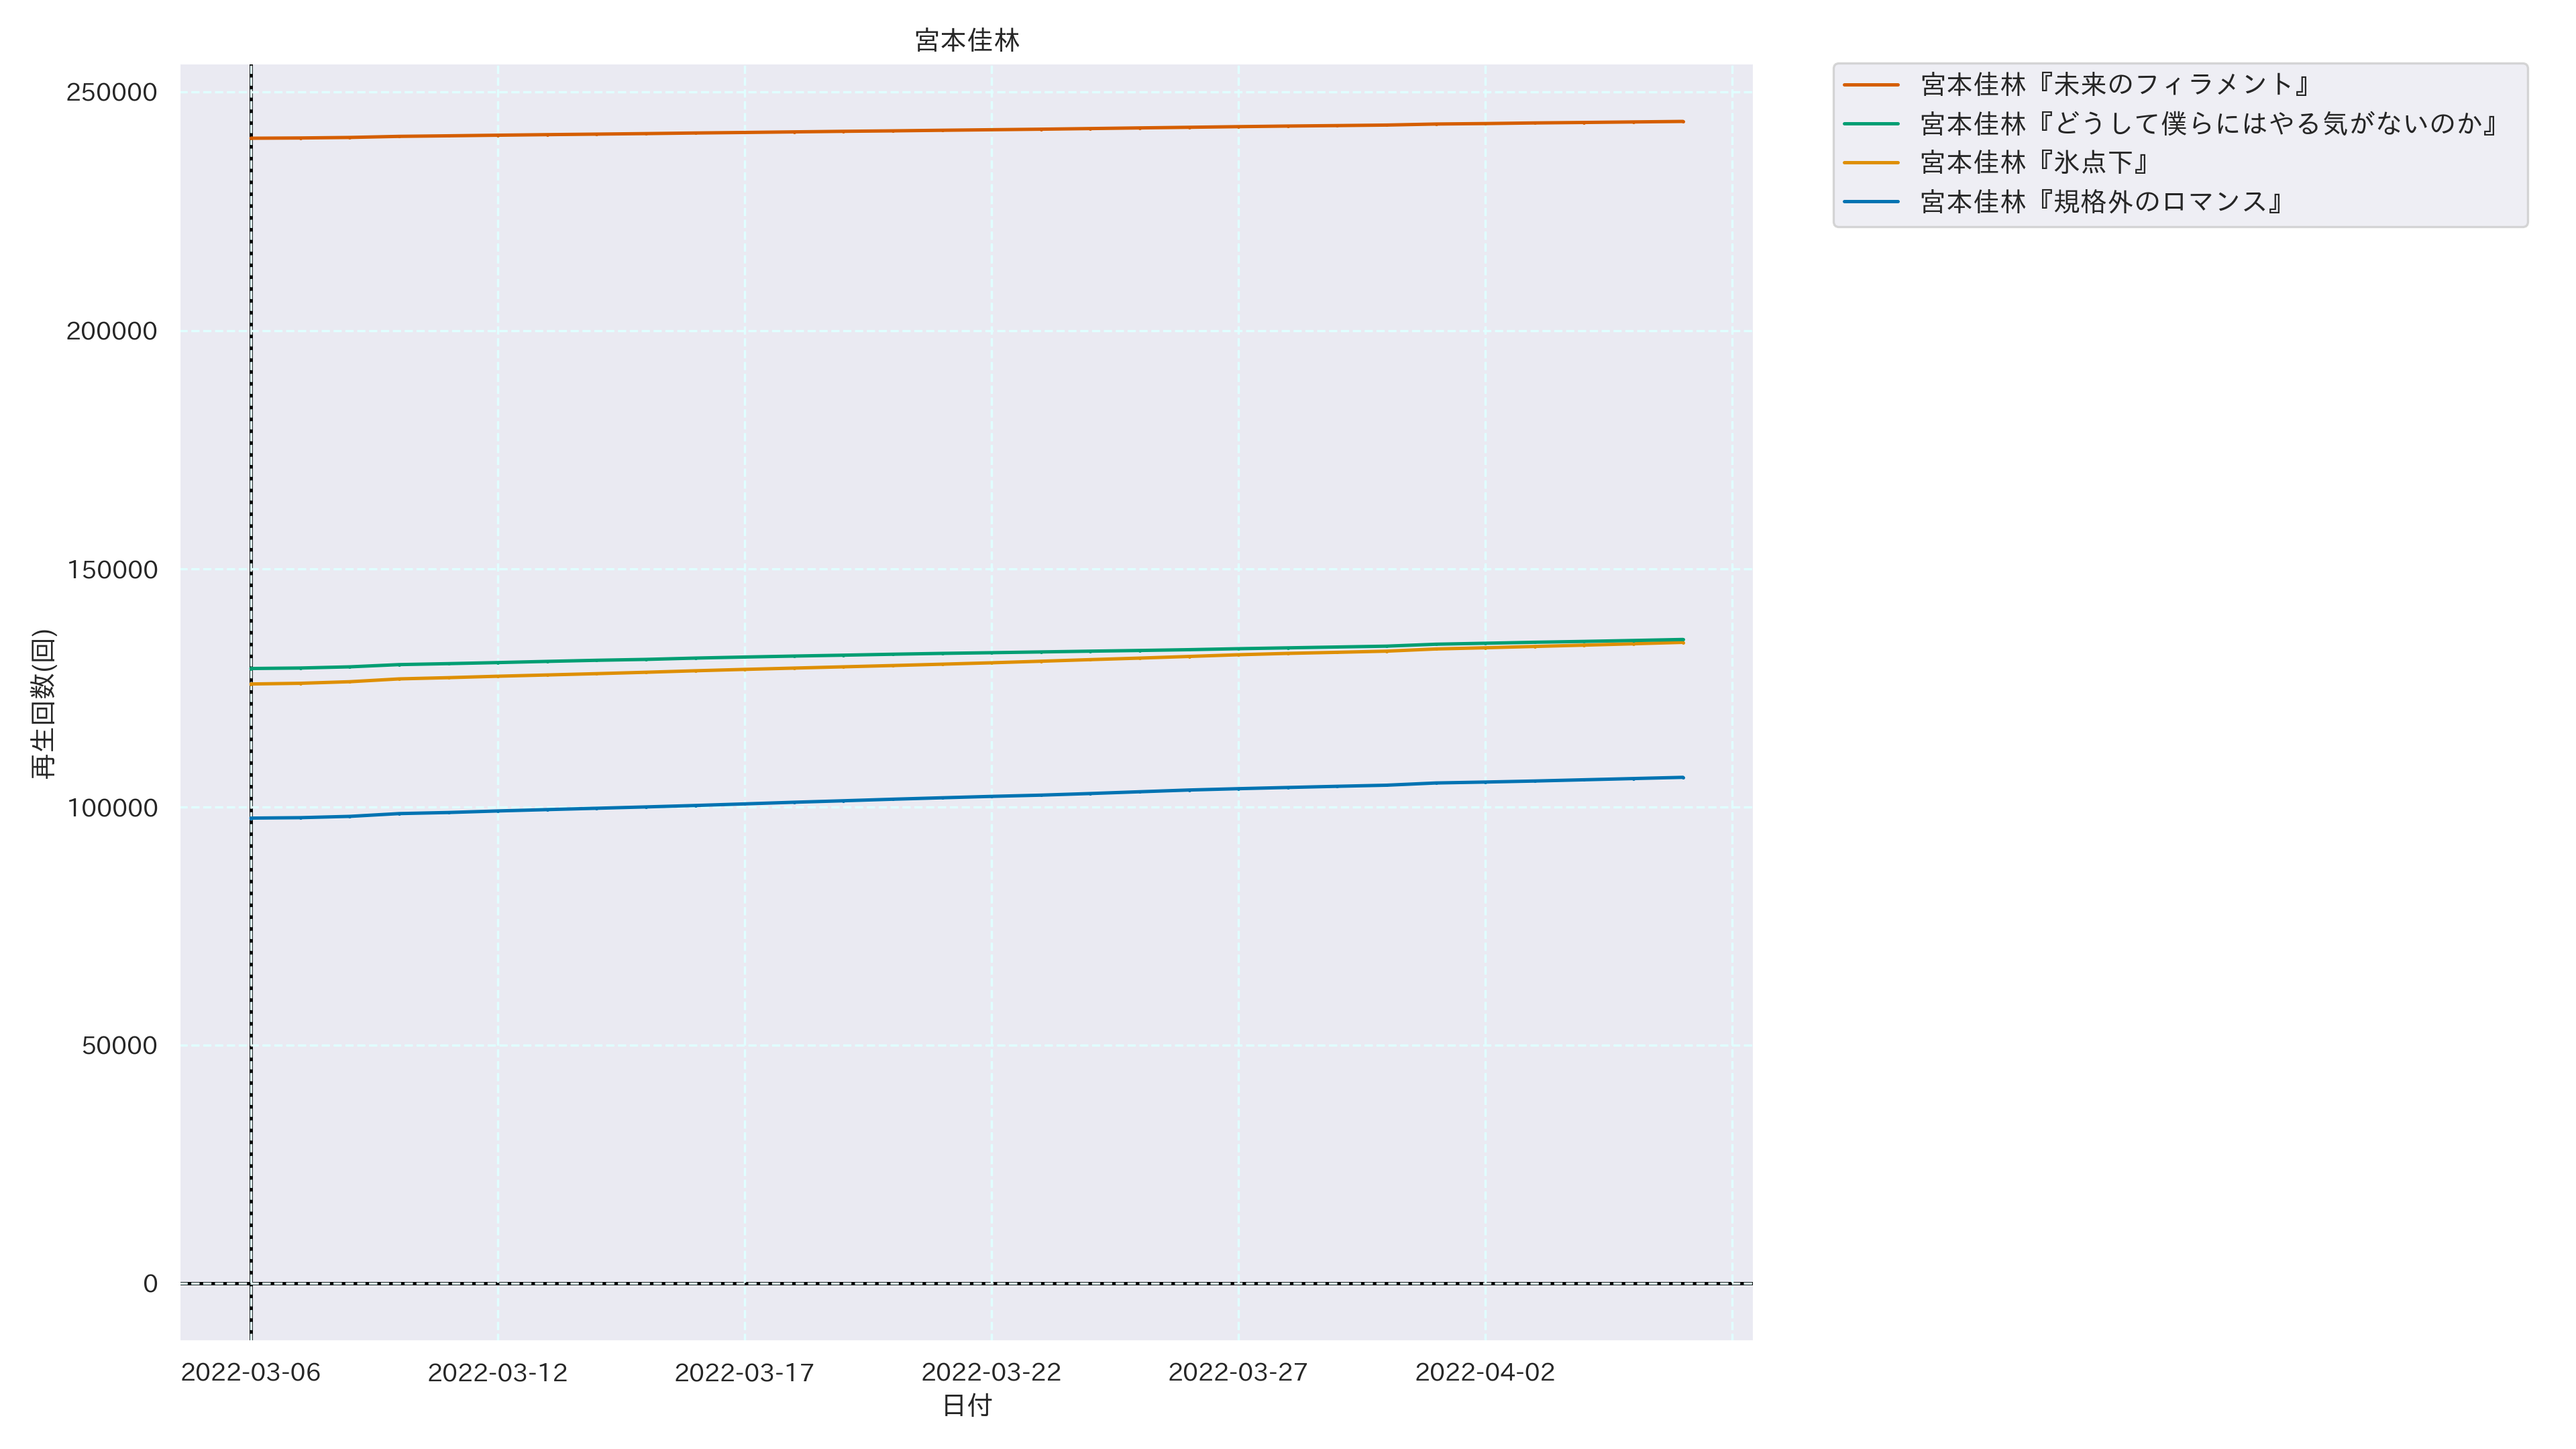 宮本佳林
250000
200000
150000
100000
50000
0
再生回数(回)
2022-03-06 2022-03-12 2022-03-17 2022-03-22 2022-03-27 2022-04-02
日付
宮本佳林『未来のフィラメント』
宮本佳林『どうして僕らにはやる気がないのか』
宮本佳林『氷点下』
宮本佳林『規格外のロマンス』